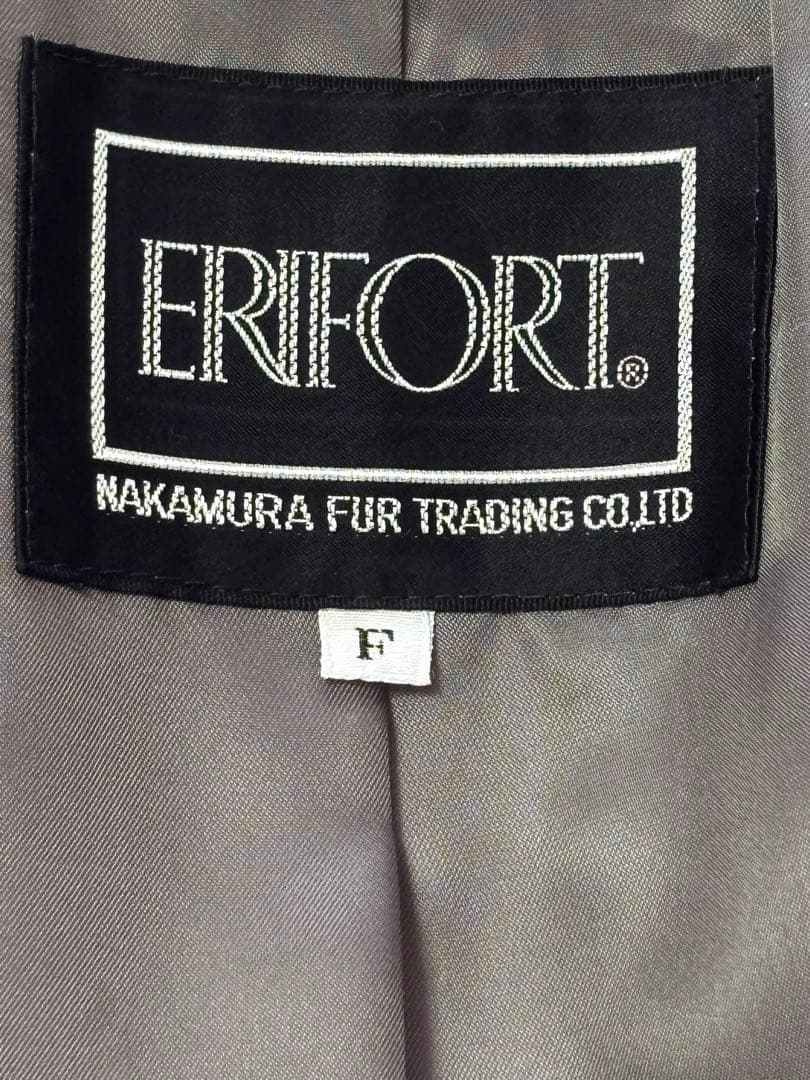 ERIFORT®
NAKAMURA FUR TRADING CO.,LTD
F